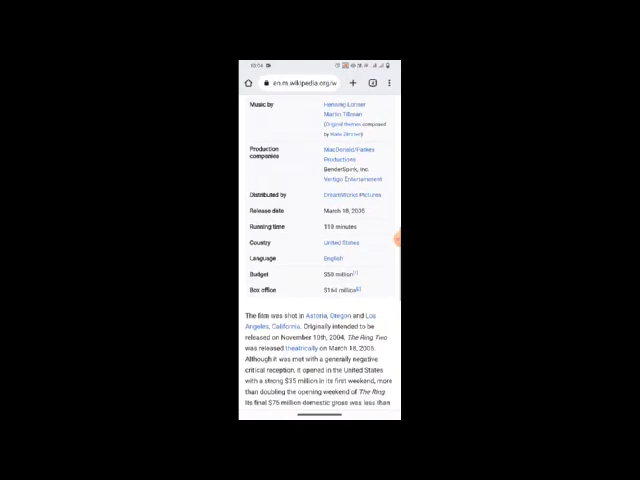 en.m.wikipedia.org/w
Music by
Henning Lohner
Martin Tillman
(Original themes composed
by Hans Zimmer)
Production
companies
MacDonald/Parkes
Productions
BenderSpink, Inc.
Vertigo Entertainment
Distributed by
DreamWorks Pictures
Release date
March 18, 2005
Running time
110 minutes
Country
United States
Language
English
Budget
$50 million[1]
Box office
$164 million[2]
The film was shot in Astoria, Oregon and Los
Angeles, California. Originally intended to be
released on November 10th, 2004, The Ring Two
was released theatrically on March 18, 2005.
Although it was met with a generally negative
critical reception, it opened in the United States
with a strong $35 million in its first weekend, more
than doubling the opening weekend of The Ring.
Its final $76 million domestic gross was less than